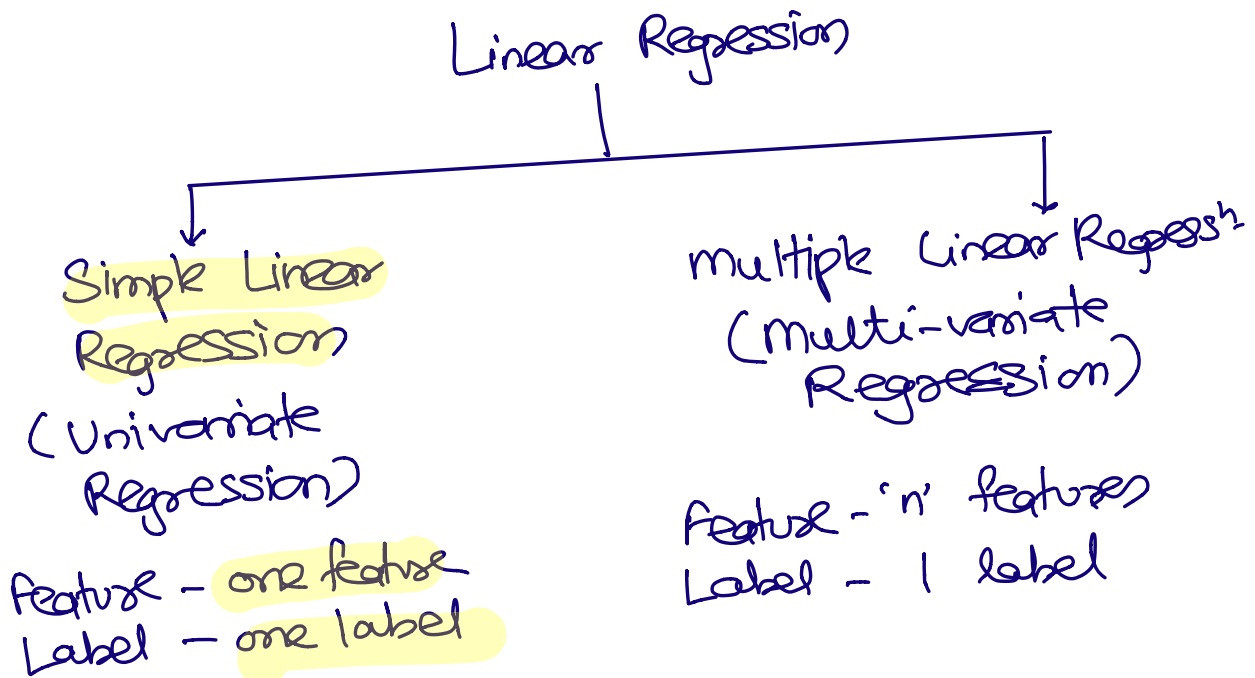 Linear Regression
Simple Linear
Regression
(Univariate
Regression)
Feature - one feature
Label - one label
Multiple Linear Regressn
(Multi-variate
Regression)
Feature - 'n' features
Label - 1 label